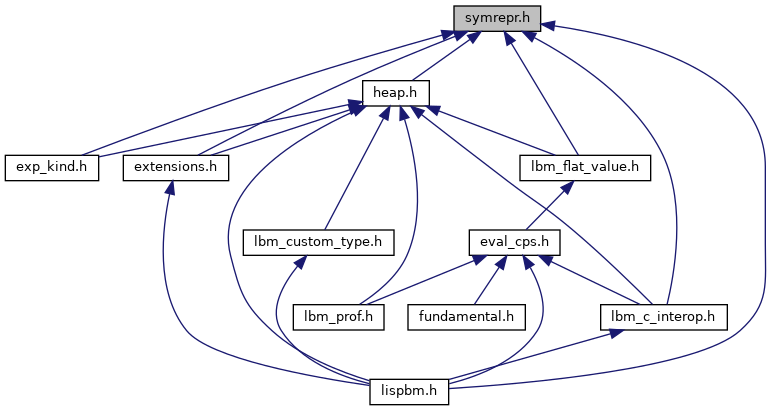 symrepr.h
heap.h
exp_kind.h
extensions.h
lbm_flat_value.h
lbm_custom_type.h
eval_cps.h
lbm_prof.h
fundamental.h
lbm_c_interop.h
lispbm.h